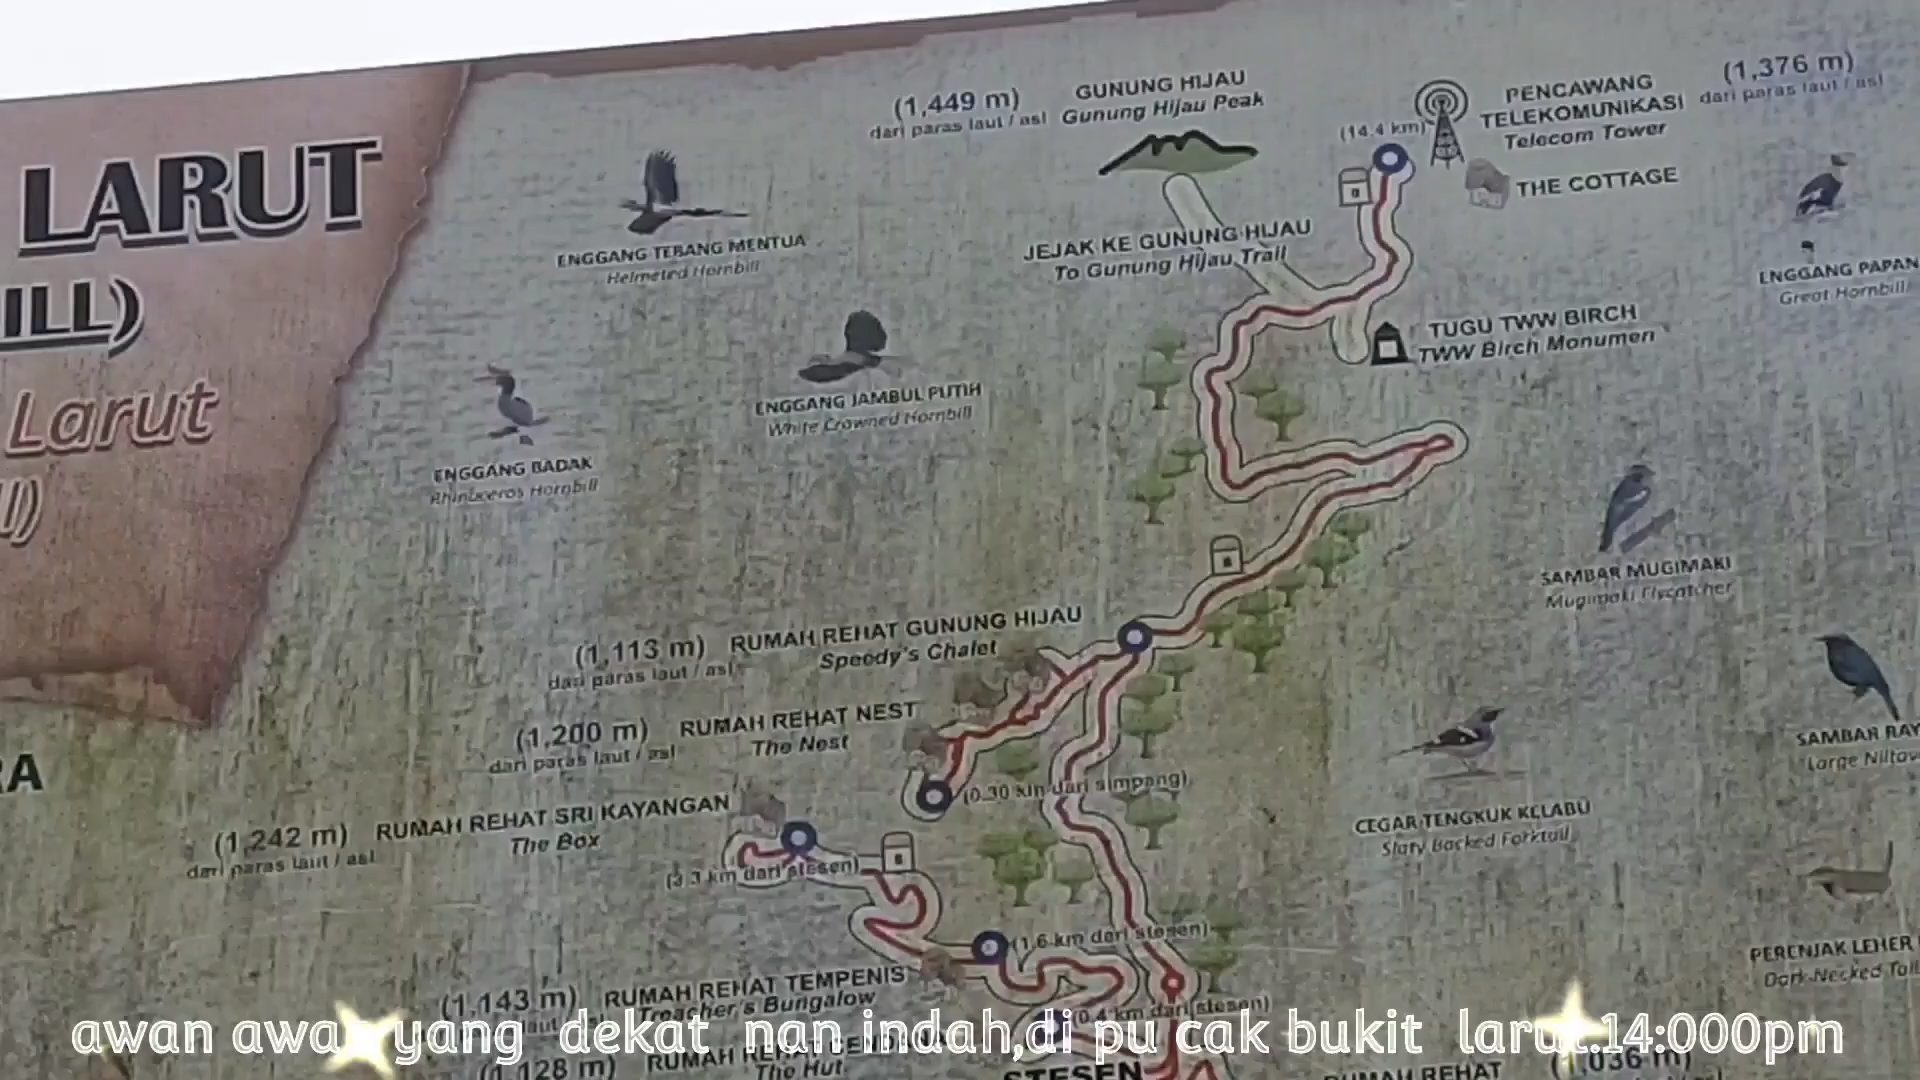 LARUT
ILL)
Larut
ll)
RA
(1,449 m)
dari paras laut / asl
GUNUNG HIJAU
Gunung Hijau Peak
(14.4 km)
PENCAWANG
TELEKOMUNIKASI
Telecom Tower
(1,376 m)
dari paras laut / asl
THE COTTAGE
ENGGANG TEBANG MENTUA
Helmeted Hornbill
JEJAK KE GUNUNG HIJAU
To Gunung Hijau Trail
ENGGANG PAPAN
Great Hornbill
TUGU TWW BIRCH
TWW Birch Monumen
ENGGANG JAMBUL PUTIH
White Crowned Hornbill
ENGGANG BADAK
Rhinoceros Hornbill
SAMBAR MUGIMAKI
Mugimaki Flycatcher
(1,113 m)
dari paras laut / asl
RUMAH REHAT GUNUNG HIJAU
Speedy's Chalet
(1,200 m)
dari paras laut / asl
RUMAH REHAT NEST
The Nest
(0.30 km dari simpang)
SAMBAR RAY
Large Niltav
(1,242 m)
dari paras laut / asl
RUMAH REHAT SRI KAYANGAN
The Box
(3.3 km dari stesen)
CEGAR TENGKUK KELABU
Slaty Backed Forktail
(1.6 km dari stesen)
PERENJAK LEHER
Dark-Necked Tail
(1,143 m)
laut / asl
RUMAH REHAT TEMPENIS
Treacher's Bungalow
(0.4 km dari stesen)
awan awan yang dekat nan indah,di pu cak bukit larut.14:000pm
(1,128 m)
RUMAH REHAT
The Hut
STESEN
RUMAH REHAT
(1,036 m)